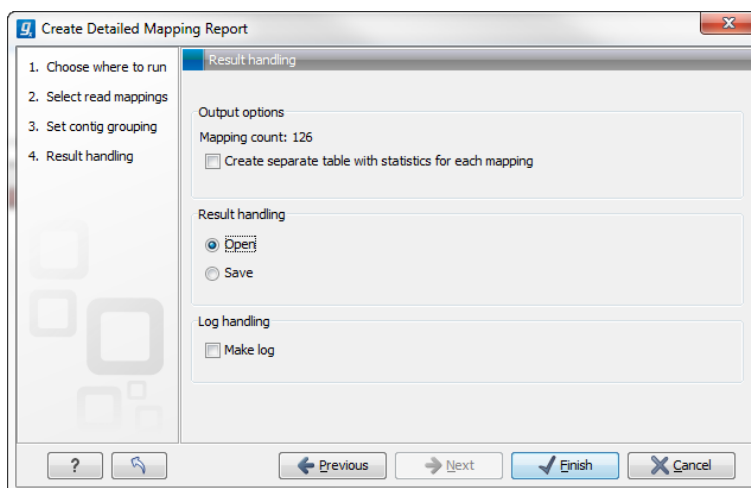 Create Detailed Mapping Report
1. Choose where to run
2. Select read mappings
3. Set contig grouping
4. Result handling
Result handling
Output options
Mapping count: 126
Create separate table with statistics for each mapping
Result handling
Open
Save
Log handling
Make log
?
Previous
Next
Finish
Cancel